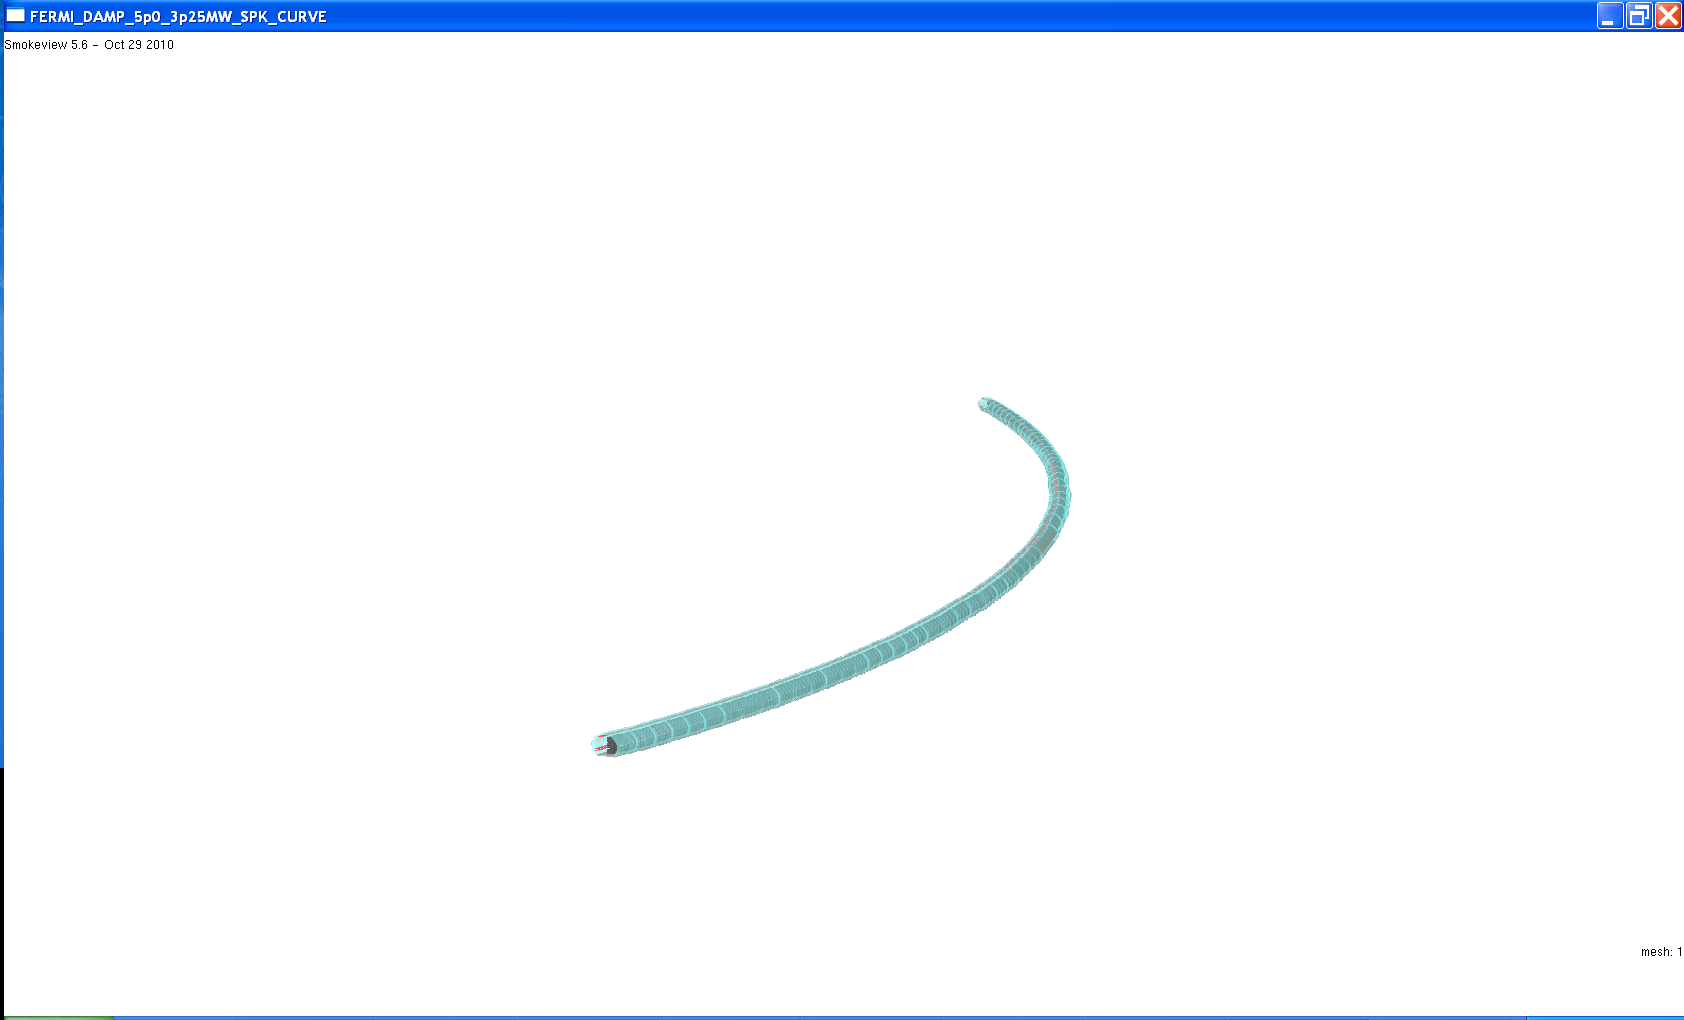 FERMI_DAMP_5p0_3p25MW_SPK_CURVE
Smokeview 5.6 - Oct 29 2010
mesh: 1